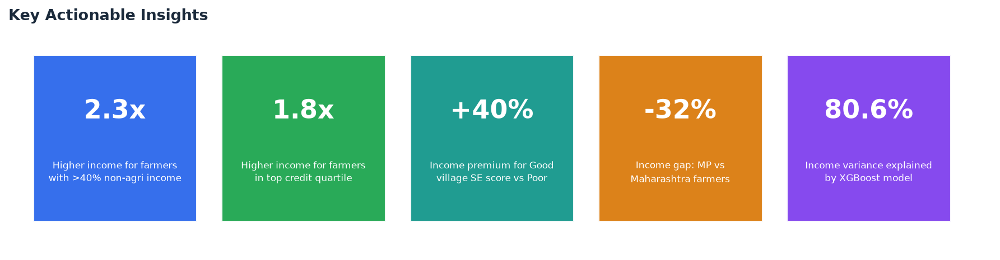 Key Actionable Insights
2.3x
Higher income for farmers
with >40% non-agri income
1.8x
Higher income for farmers
in top credit quartile
+40%
Income premium for Good
village SE score vs Poor
-32%
Income gap: MP vs
Maharashtra farmers
80.6%
Income variance explained
by XGBoost model